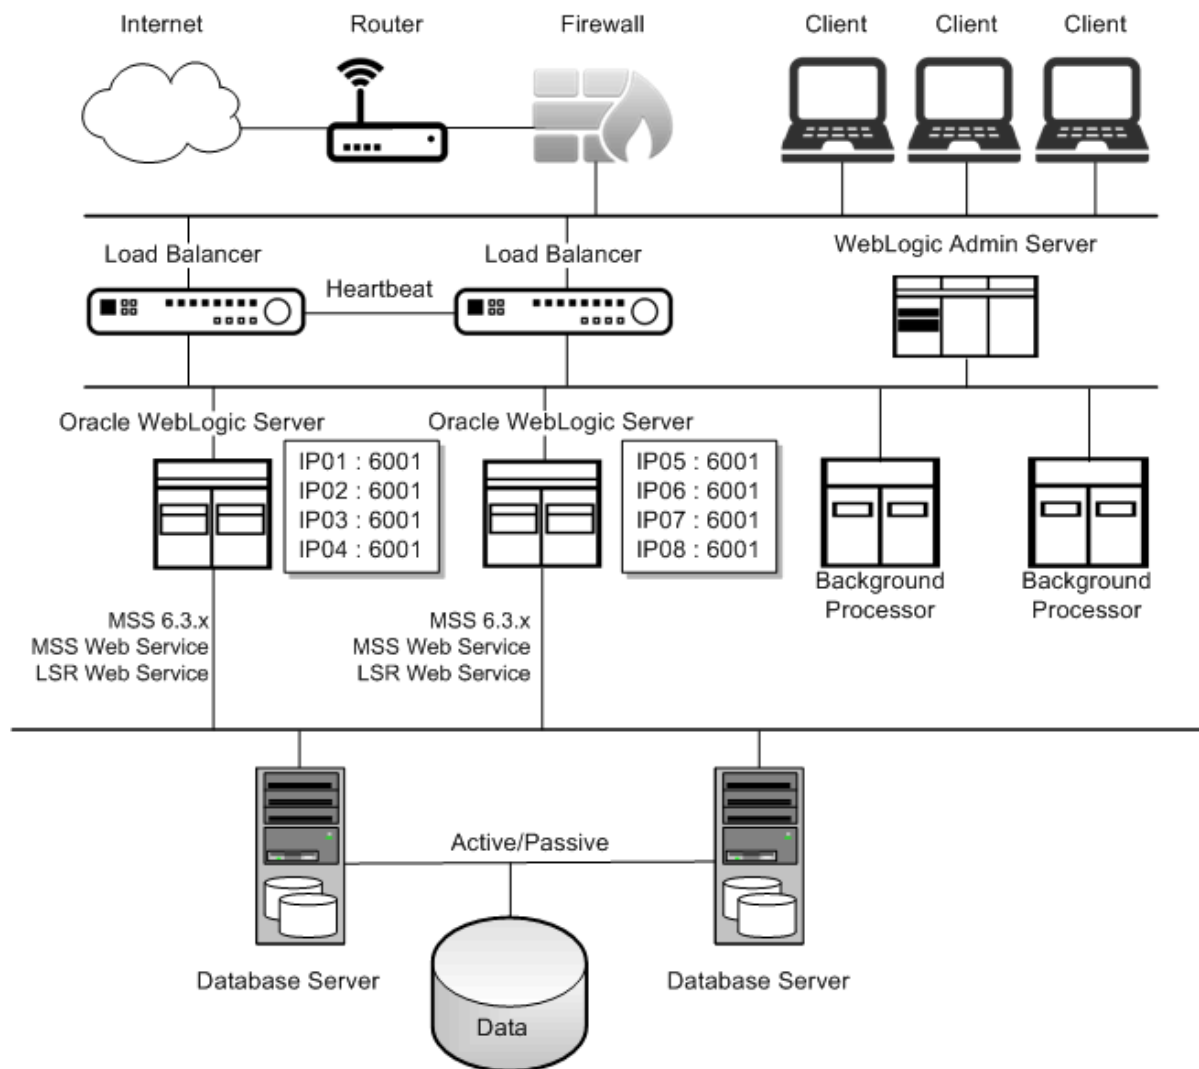 Internet
Router
Firewall
Client
Client
Client
Load Balancer
Load Balancer
WebLogic Admin Server
Heartbeat
Oracle WebLogic Server
Oracle WebLogic Server
IP01 : 6001
IP02 : 6001
IP03 : 6001
IP04 : 6001
IP05 : 6001
IP06 : 6001
IP07 : 6001
IP08 : 6001
Background
Processor
Background
Processor
MSS 6.3.x
MSS Web Service
LSR Web Service
MSS 6.3.x
MSS Web Service
LSR Web Service
Active/Passive
Database Server
Database Server
Data